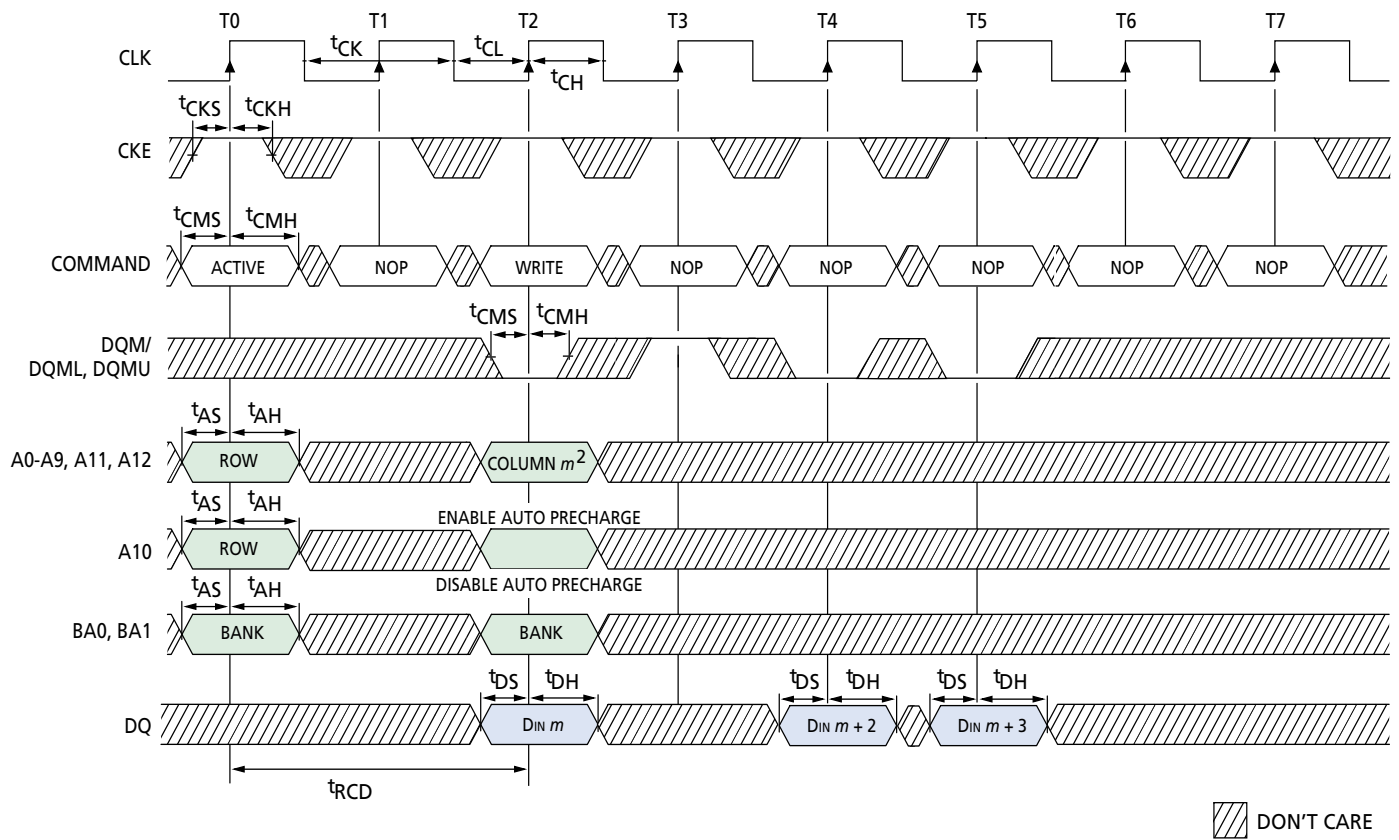 T0 T1 T2 T3 T4 T5 T6 T7
CLK
tCK tCL
tCH
tCKS tCKH
CKE
tCMS tCMH
COMMAND ACTIVE NOP WRITE NOP NOP NOP NOP NOP
tCMS tCMH
DQM/
DQML, DQMU
tAS tAH
A0-A9, A11, A12 ROW COLUMN m²
tAS tAH
ENABLE AUTO PRECHARGE
A10 ROW
DISABLE AUTO PRECHARGE
tAS tAH
BA0, BA1 BANK BANK
tDS tDH tDS tDH tDS tDH
DQ DIN m DIN m + 2 DIN m + 3
tRCD
DON'T CARE